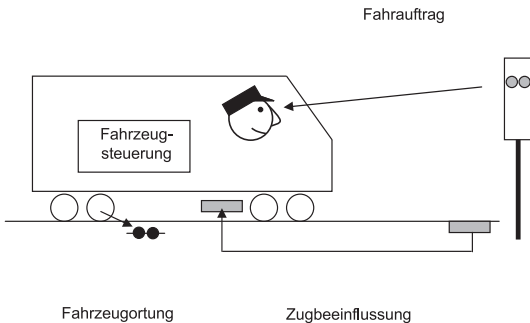 Fahrauftrag
Fahrzeug-
steuerung
Fahrzeugortung
Zugbeeinflussung